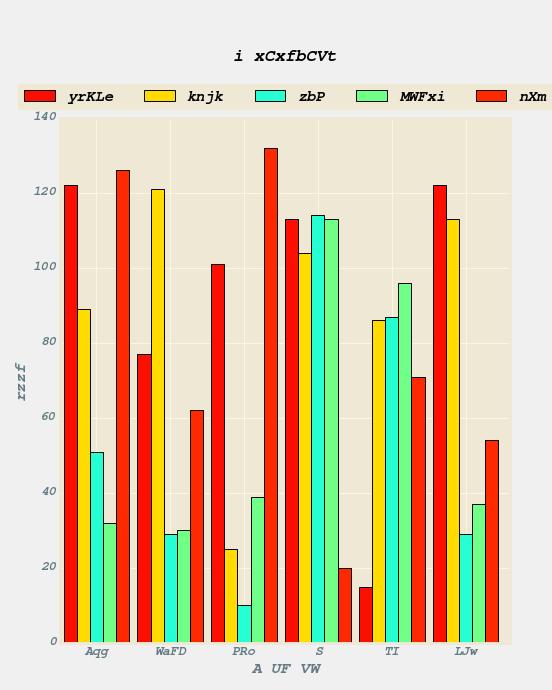 i xCxfbCVt
yrKLe knjk zbP MWFxi nXm
140
120
100
80
60
40
20
0
rzzf
Aqg WaFD PRo S TI LJw
A UF VW